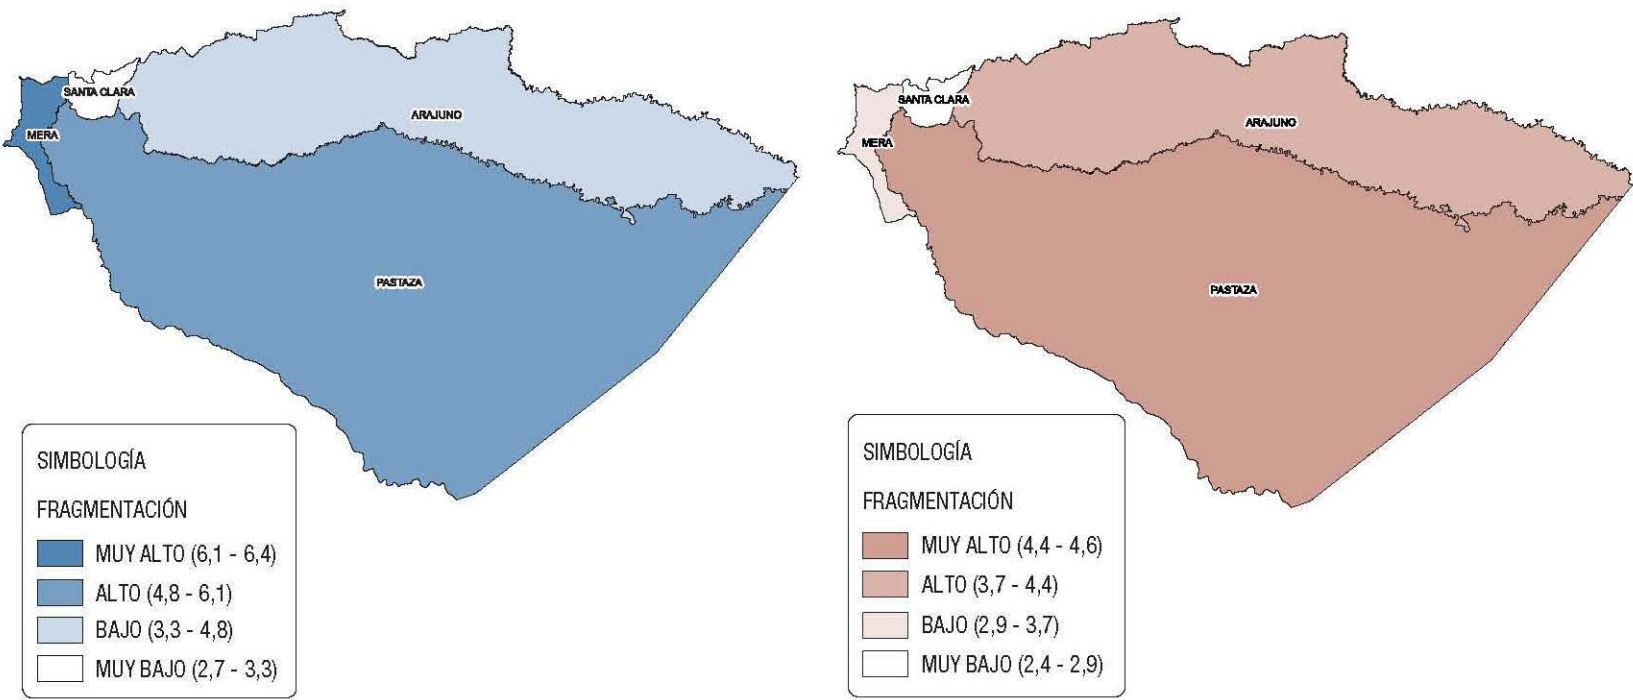 SANTA CLARA
ARAJUNO
MERA
PASTAZA
SIMBOLOGÍA
FRAGMENTACIÓN
MUY ALTO (6,1 - 6,4)
ALTO (4,8 - 6,1)
BAJO (3,3 - 4,8)
MUY BAJO (2,7 - 3,3)
SANTA CLARA
ARAJUNO
MERA
PASTAZA
SIMBOLOGÍA
FRAGMENTACIÓN
MUY ALTO (4,4 - 4,6)
ALTO (3,7 - 4,4)
BAJO (2,9 - 3,7)
MUY BAJO (2,4 - 2,9)